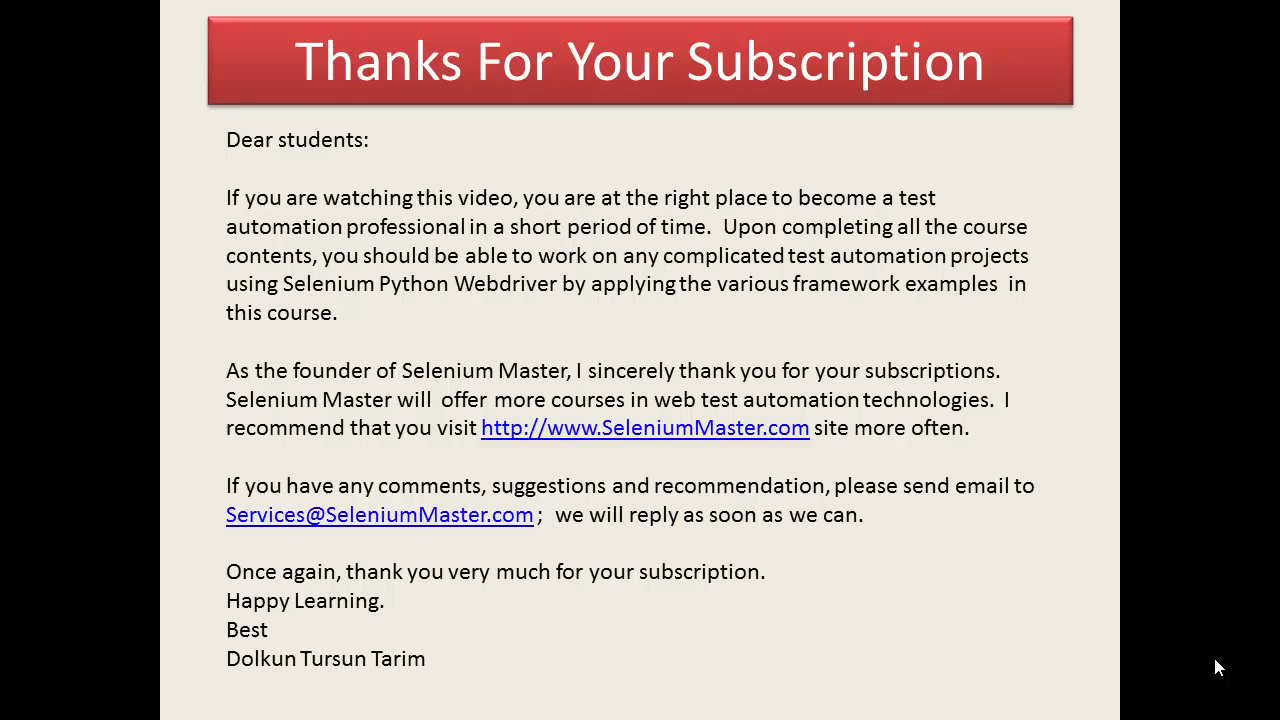 Thanks For Your Subscription
Dear students:
If you are watching this video, you are at the right place to become a test
automation professional in a short period of time. Upon completing all the course
contents, you should be able to work on any complicated test automation projects
using Selenium Python Webdriver by applying the various framework examples in
this course.
As the founder of Selenium Master, I sincerely thank you for your subscriptions.
Selenium Master will offer more courses in web test automation technologies. I
recommend that you visit http://www.SeleniumMaster.com site more often.
If you have any comments, suggestions and recommendation, please send email to
Services@SeleniumMaster.com ; we will reply as soon as we can.
Once again, thank you very much for your subscription.
Happy Learning.
Best
Dolkun Tursun Tarim